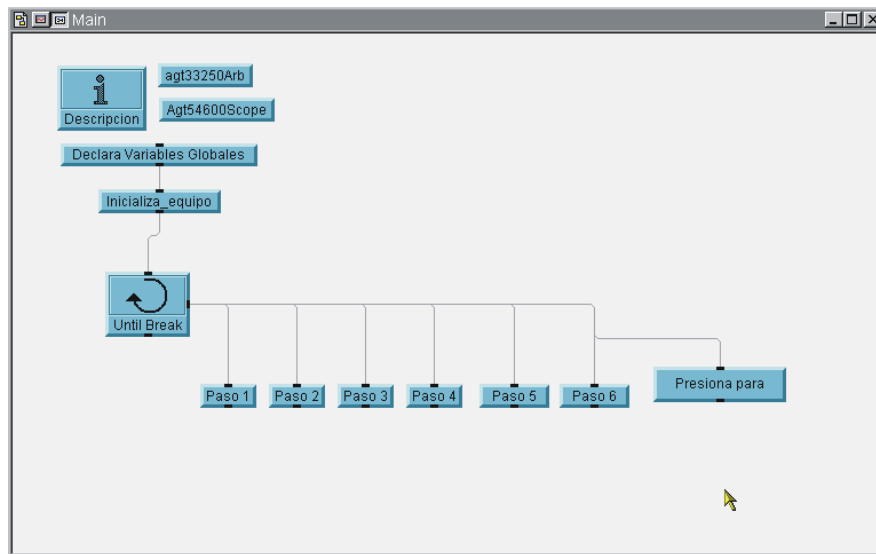 Main
agt33250Arb
Descripcion
Agt54600Scope
Declara Variables Globales
Inicializa_equipo
Until Break
Paso 1
Paso 2
Paso 3
Paso 4
Paso 5
Paso 6
Presiona para